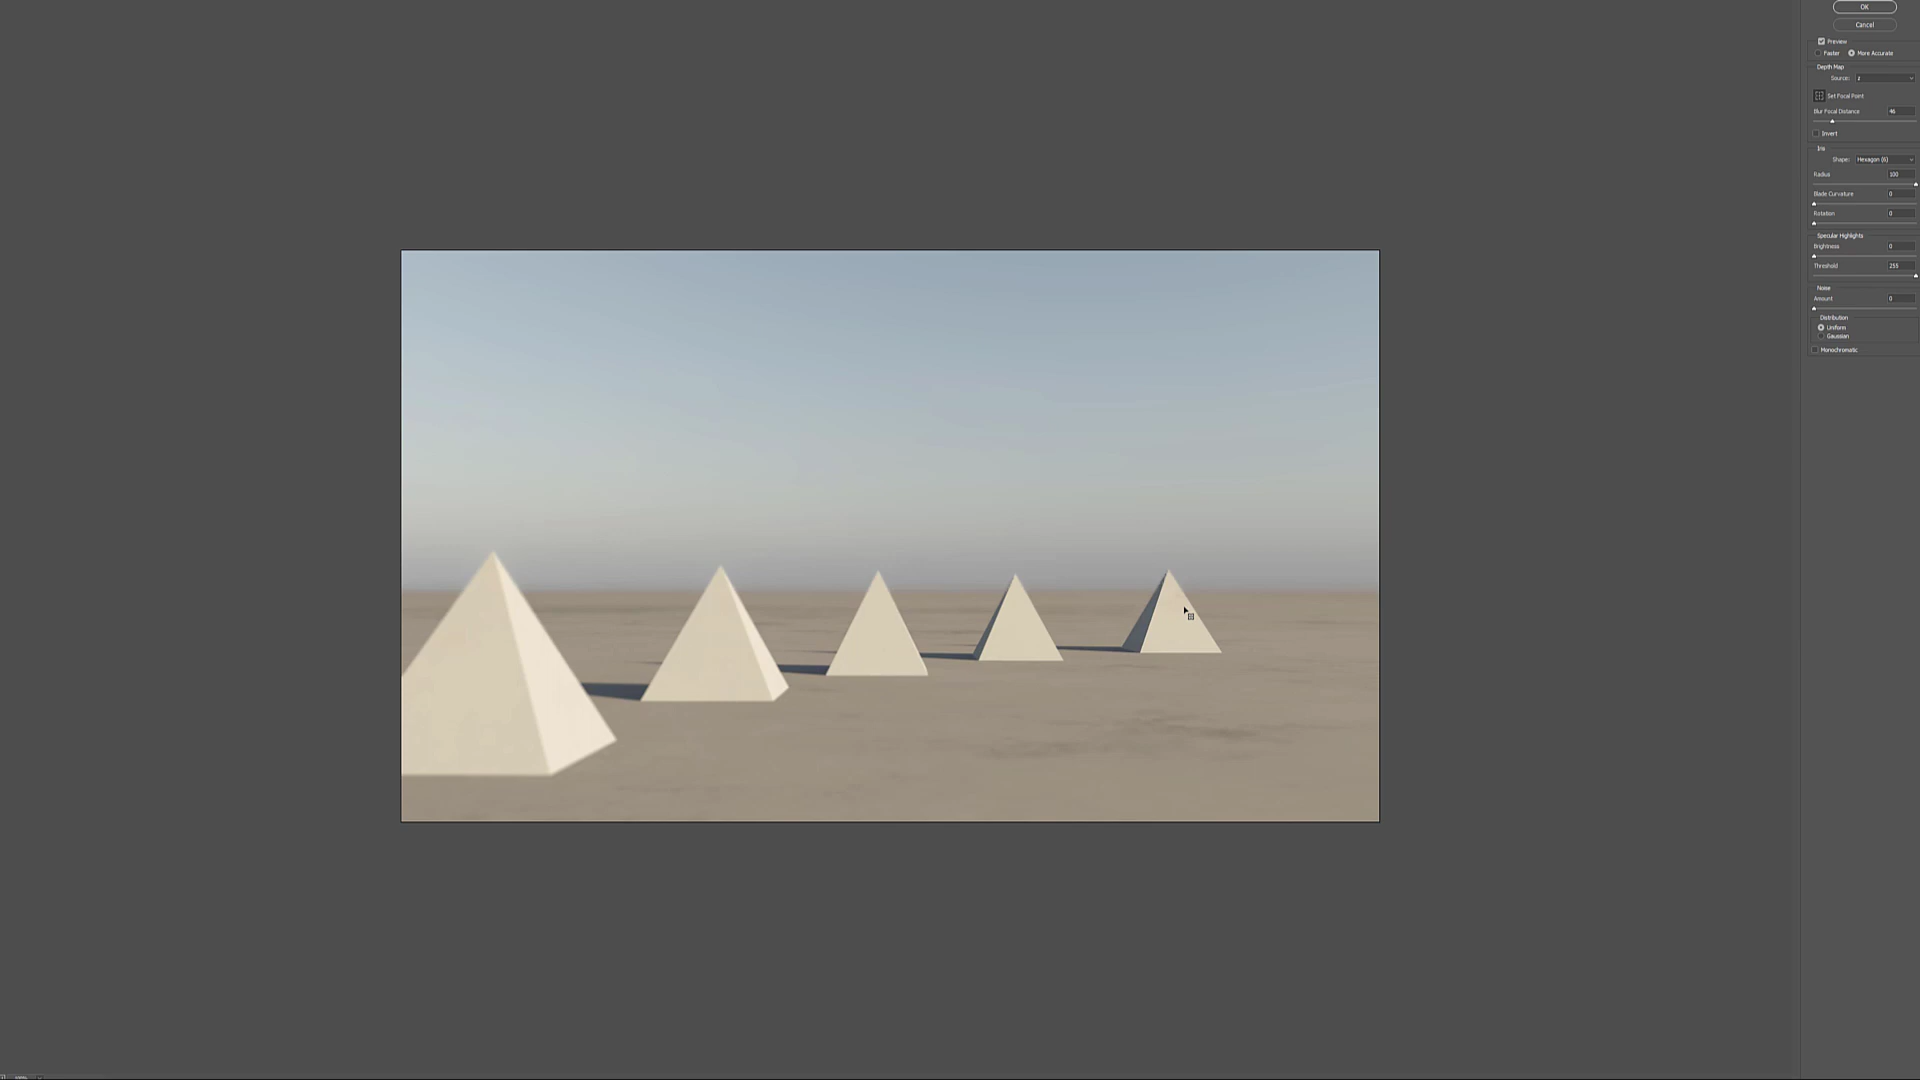 OK
Cancel
Preview
Faster More Accurate
Depth Map
Source: z
Set Focal Point
Blur Focal Distance 46
Invert
Iris
Shape: Hexagon (6)
Radius 100
Blade Curvature 0
Rotation 0
Specular Highlights
Brightness 0
Threshold 255
Noise
Amount 0
Distribution
Uniform
Gaussian
Monochromatic